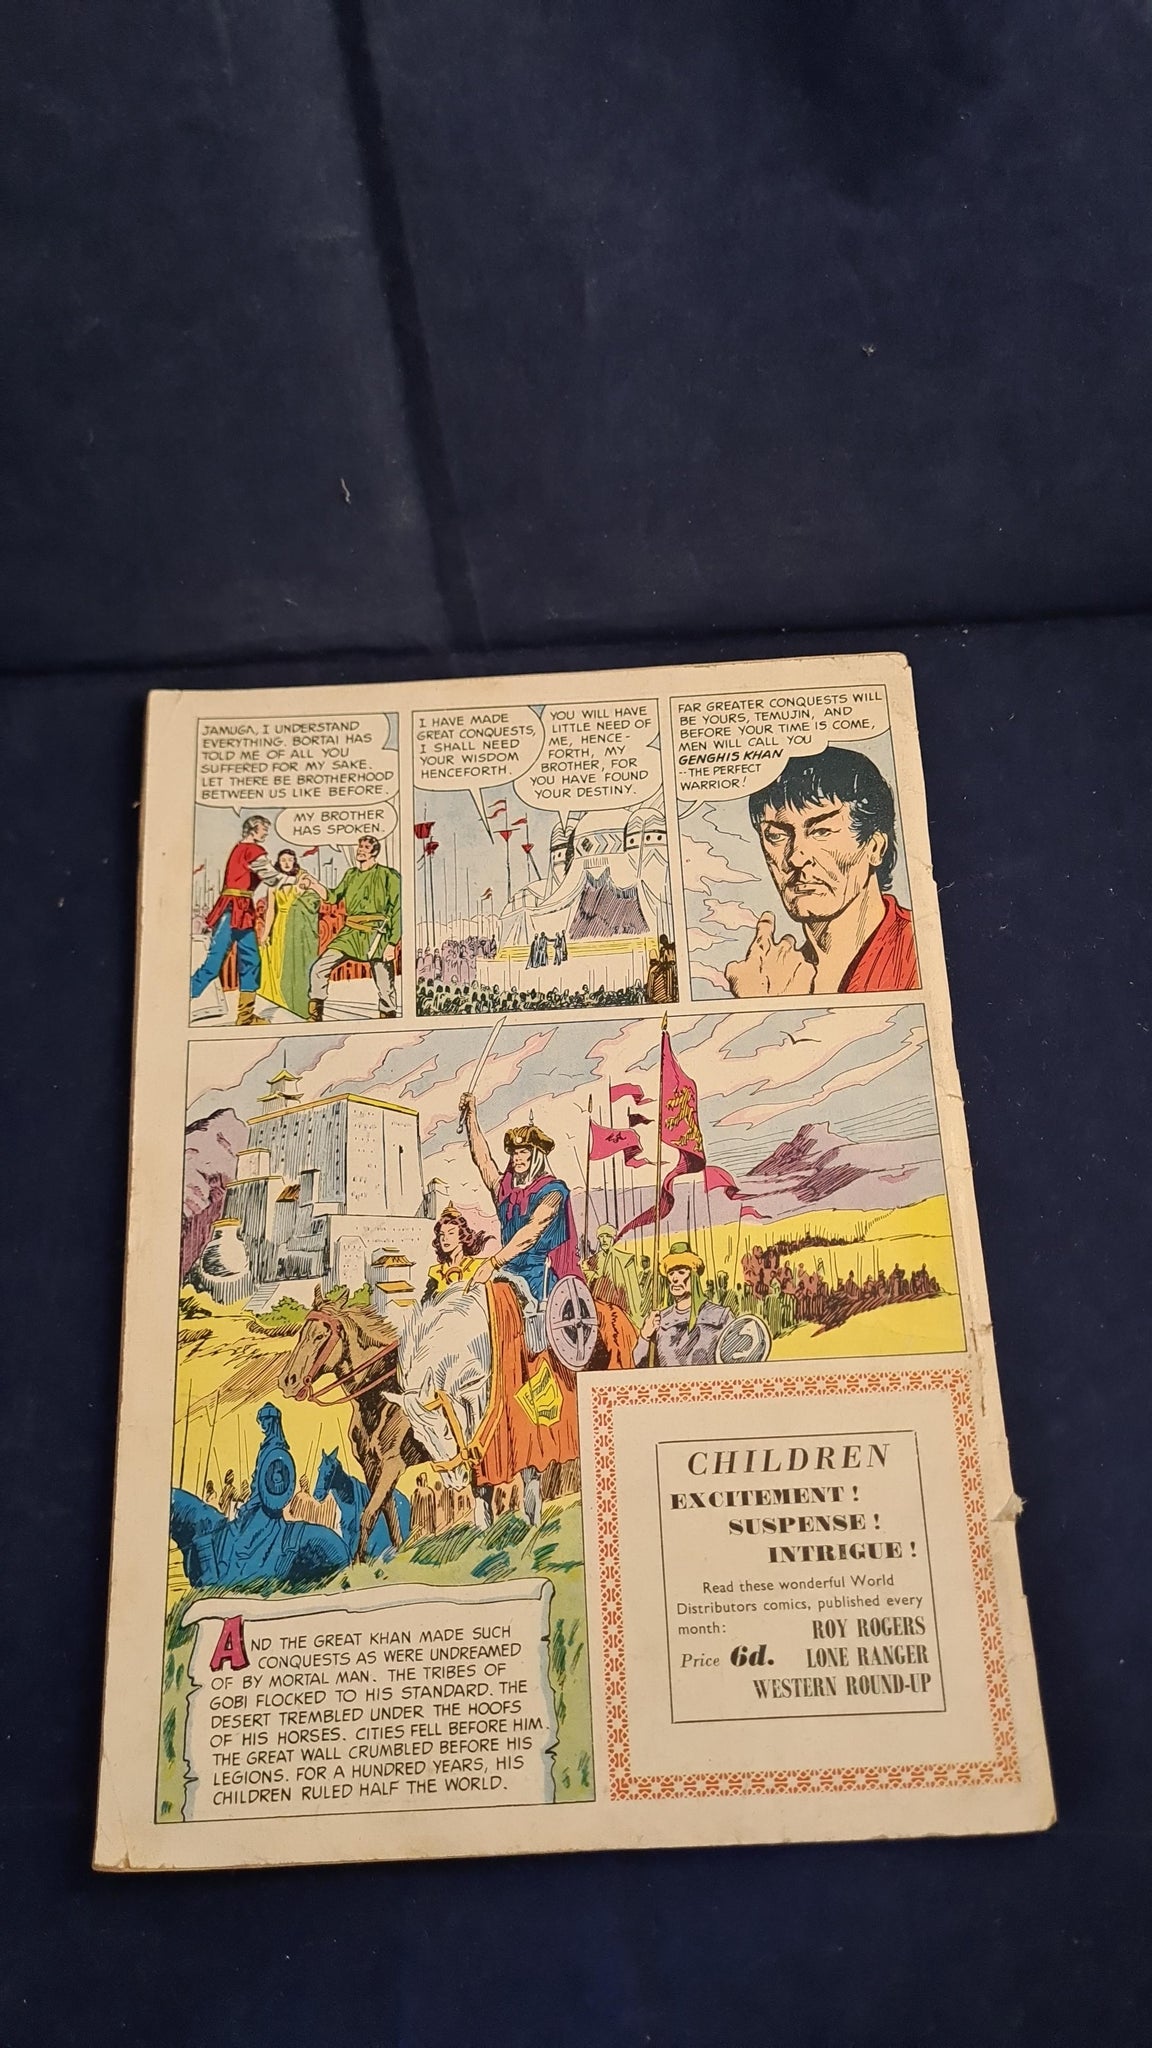 JAMUGA, I UNDERSTAND
EVERYTHING. BORTAI HAS
TOLD ME OF ALL YOU
SUFFERED FOR MY SAKE.
LET THERE BE BROTHERHOOD
BETWEEN US LIKE BEFORE.
MY BROTHER
HAS SPOKEN.
I HAVE MADE
GREAT CONQUESTS,
I SHALL NEED
YOUR WISDOM
HENCEFORTH.
YOU WILL HAVE
LITTLE NEED OF
ME, HENCE-
FORTH, MY
BROTHER, FOR
YOU HAVE FOUND
YOUR DESTINY.
FAR GREATER CONQUESTS WILL
BE YOURS, TEMUJIN, AND
BEFORE YOUR TIME IS COME,
MEN WILL CALL YOU
GENGHIS KHAN
--THE PERFECT
WARRIOR!
AND THE GREAT KHAN MADE SUCH
CONQUESTS AS WERE UNDREAMED
OF BY MORTAL MAN. THE TRIBES OF
GOBI FLOCKED TO HIS STANDARD. THE
DESERT TREMBLED UNDER THE HOOFS
OF HIS HORSES. CITIES FELL BEFORE HIM.
THE GREAT WALL CRUMBLED BEFORE HIS
LEGIONS. FOR A HUNDRED YEARS, HIS
CHILDREN RULED HALF THE WORLD.
CHILDREN
EXCITEMENT!
SUSPENSE!
INTRIGUE!
Read these wonderful World
Distributors comics, published every
month: ROY ROGERS
Price 6d. LONE RANGER
WESTERN ROUND-UP